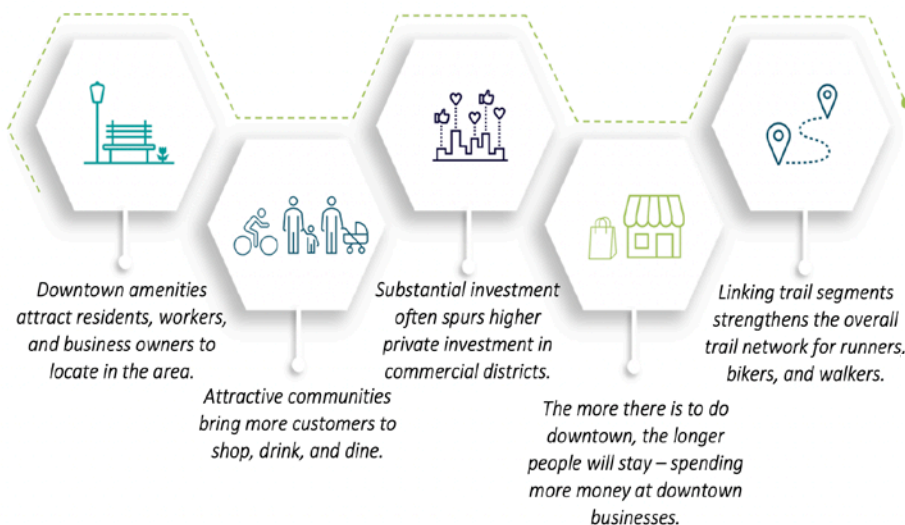 Downtown amenities
attract residents, workers,
and business owners to
locate in the area.
Attractive communities
bring more customers to
shop, drink, and dine.
Substantial investment
often spurs higher
private investment in
commercial districts.
The more there is to do
downtown, the longer
people will stay – spending
more money at downtown
businesses.
Linking trail segments
strengthens the overall
trail network for runners,
bikers, and walkers.